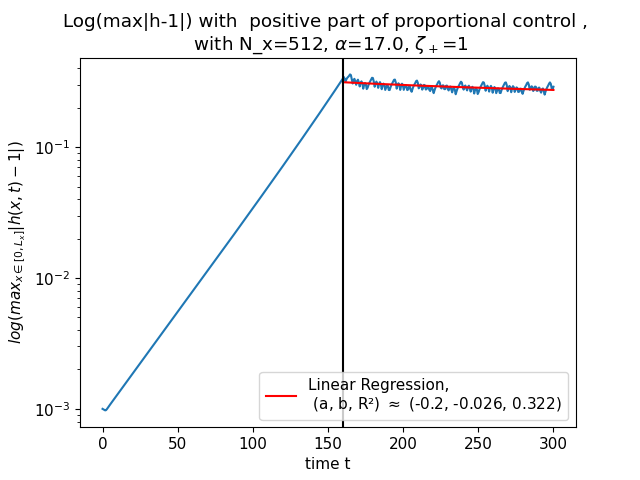 Log(max|h-1|) with  positive part of proportional control ,
with N_x=512, α=17.0, ζ₊=1
log(max_{x∈[0,L_x]}|h(x, t) − 1|)
10⁻¹
10⁻²
10⁻³
Linear Regression,
(a, b, R²) ≈ (-0.2, -0.026, 0.322)
0 50 100 150 200 250 300
time t